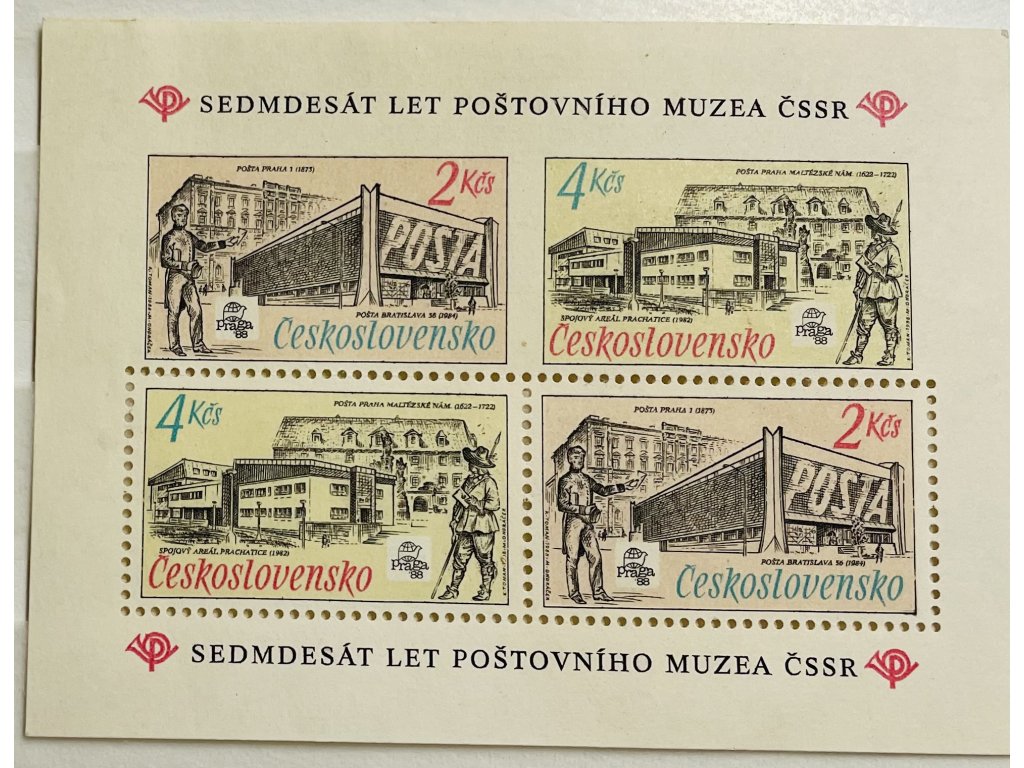 SEDMDESÁT LET POŠTOVNÍHO MUZEA ČSSR
POŠTA PRAHA 1 (1873)
2 Kčs
POSTA
POŠTA BRATISLAVA 56 (1984)
praga
88
Československo
4 Kčs
POŠTA PRAHA MALTÉZSKÉ NÁM. (1622–1722)
SPOJOVÝ AREÁL PRACHATICE (1982)
praga
88
Československo
4 Kčs
POŠTA PRAHA MALTÉZSKÉ NÁM. (1622–1722)
SPOJOVÝ AREÁL PRACHATICE (1982)
praga
88
Československo
POŠTA PRAHA 1 (1873)
2 Kčs
POSTA
POŠTA BRATISLAVA 56 (1984)
praga
88
Československo
SEDMDESÁT LET POŠTOVNÍHO MUZEA ČSSR